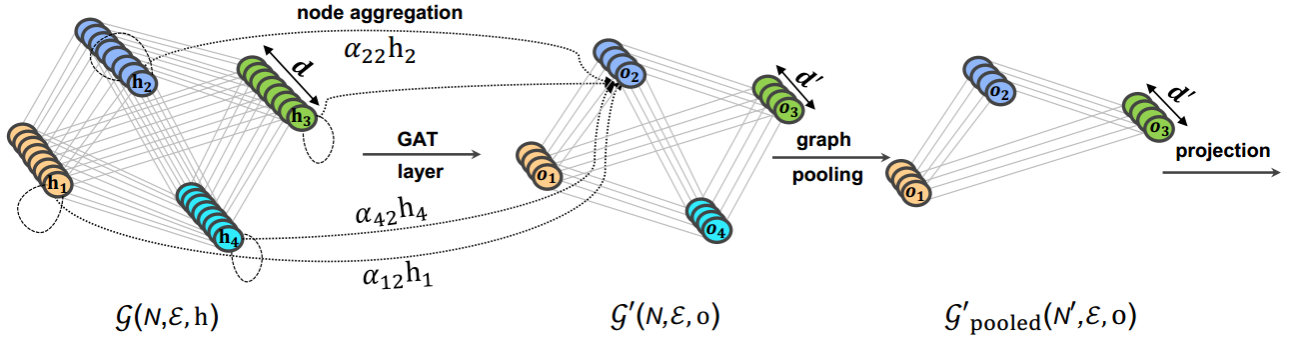 node aggregation
α₂₂h₂
h₂
d
h₃
h₁
h₄
GAT
layer
α₄₂h₄
α₁₂h₁
o₂
d′
o₃
o₁
o₄
graph
pooling
o₂
d′
o₃
o₁
projection
𝒢(N,ℰ,h)
𝒢′(N,ℰ,o)
𝒢′pooled(N′,ℰ,o)